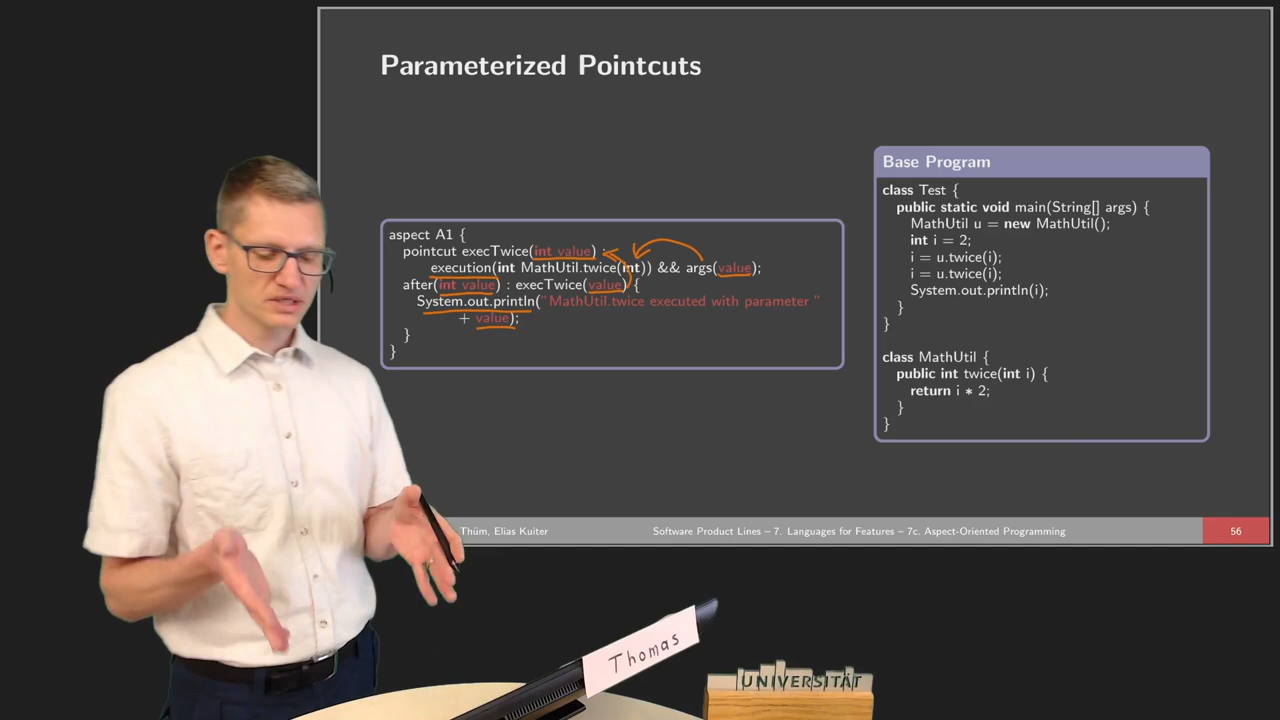 Parameterized Pointcuts
aspect A1 {
pointcut execTwice(int value) :
execution(int MathUtil.twice(int)) && args(value);
after(int value) : execTwice(value) {
System.out.println("MathUtil.twice executed with parameter "
+ value);
}
}
Base Program
class Test {
public static void main(String[] args) {
MathUtil u = new MathUtil();
int i = 2;
i = u.twice(i);
i = u.twice(i);
System.out.println(i);
}
}
class MathUtil {
public int twice(int i) {
return i * 2;
}
}
Thüm, Elias Kuiter
Software Product Lines – 7. Languages for Features – 7c. Aspect-Oriented Programming
56
Thomas
UNIVERSITÄT